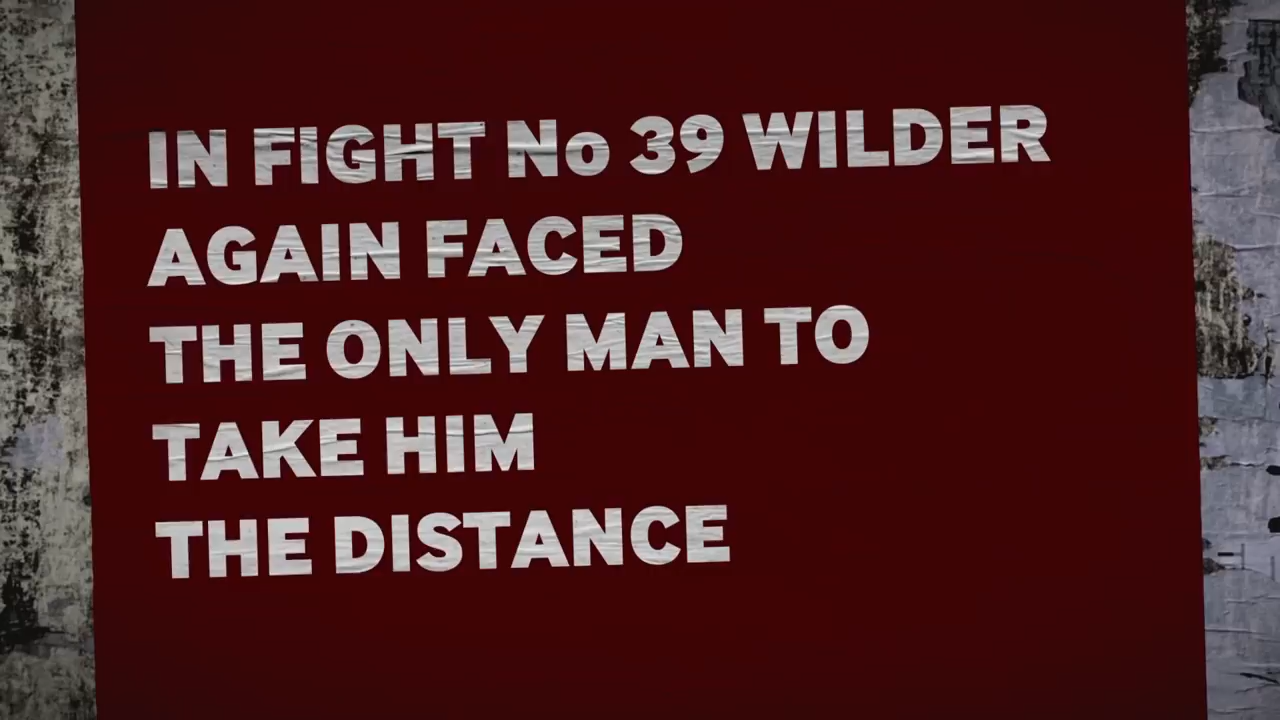 IN FIGHT No 39 WILDER
AGAIN FACED
THE ONLY MAN TO
TAKE HIM
THE DISTANCE